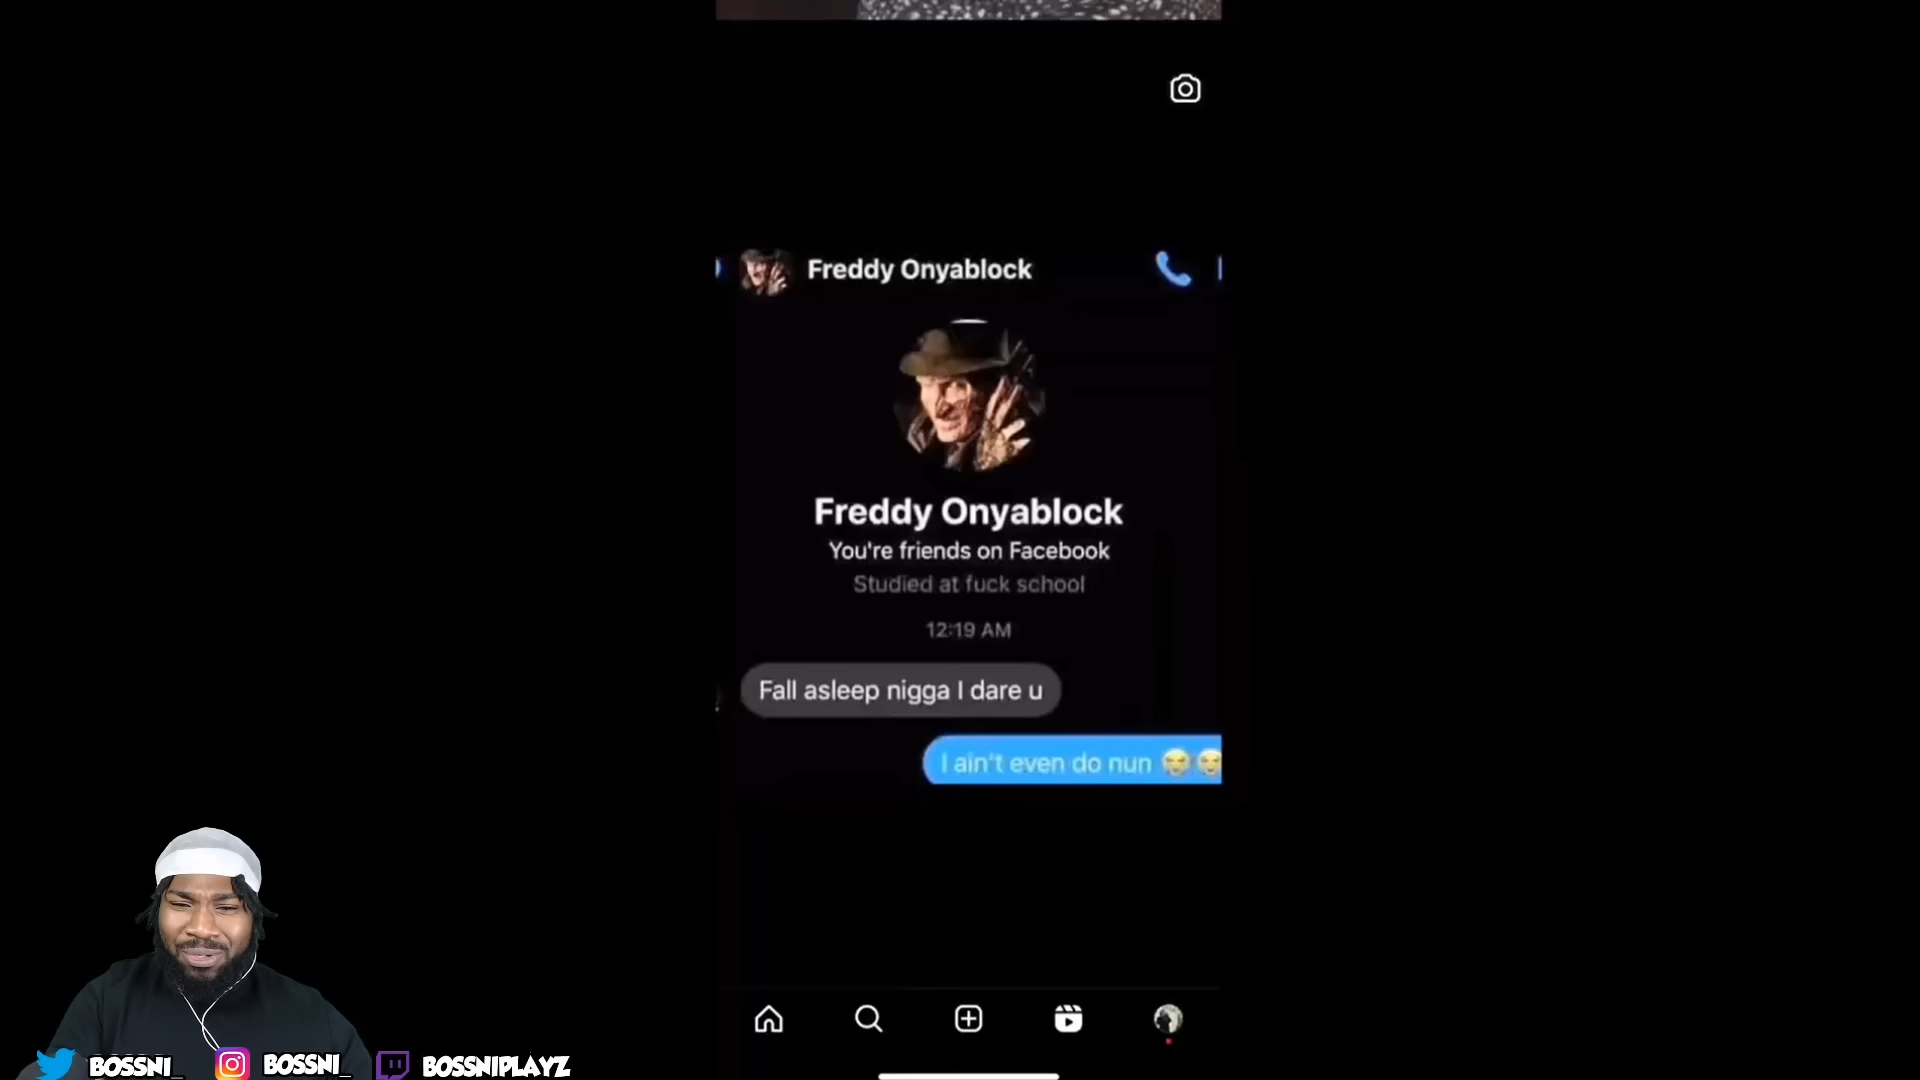 Freddy Onyablock
Freddy Onyablock
You're friends on Facebook
Studied at fuck school
12:19 AM
Fall asleep nigga I dare u
I ain't even do nun 😭😭
BOSSNI_
BOSSNI_
BOSSNIPLAYZ